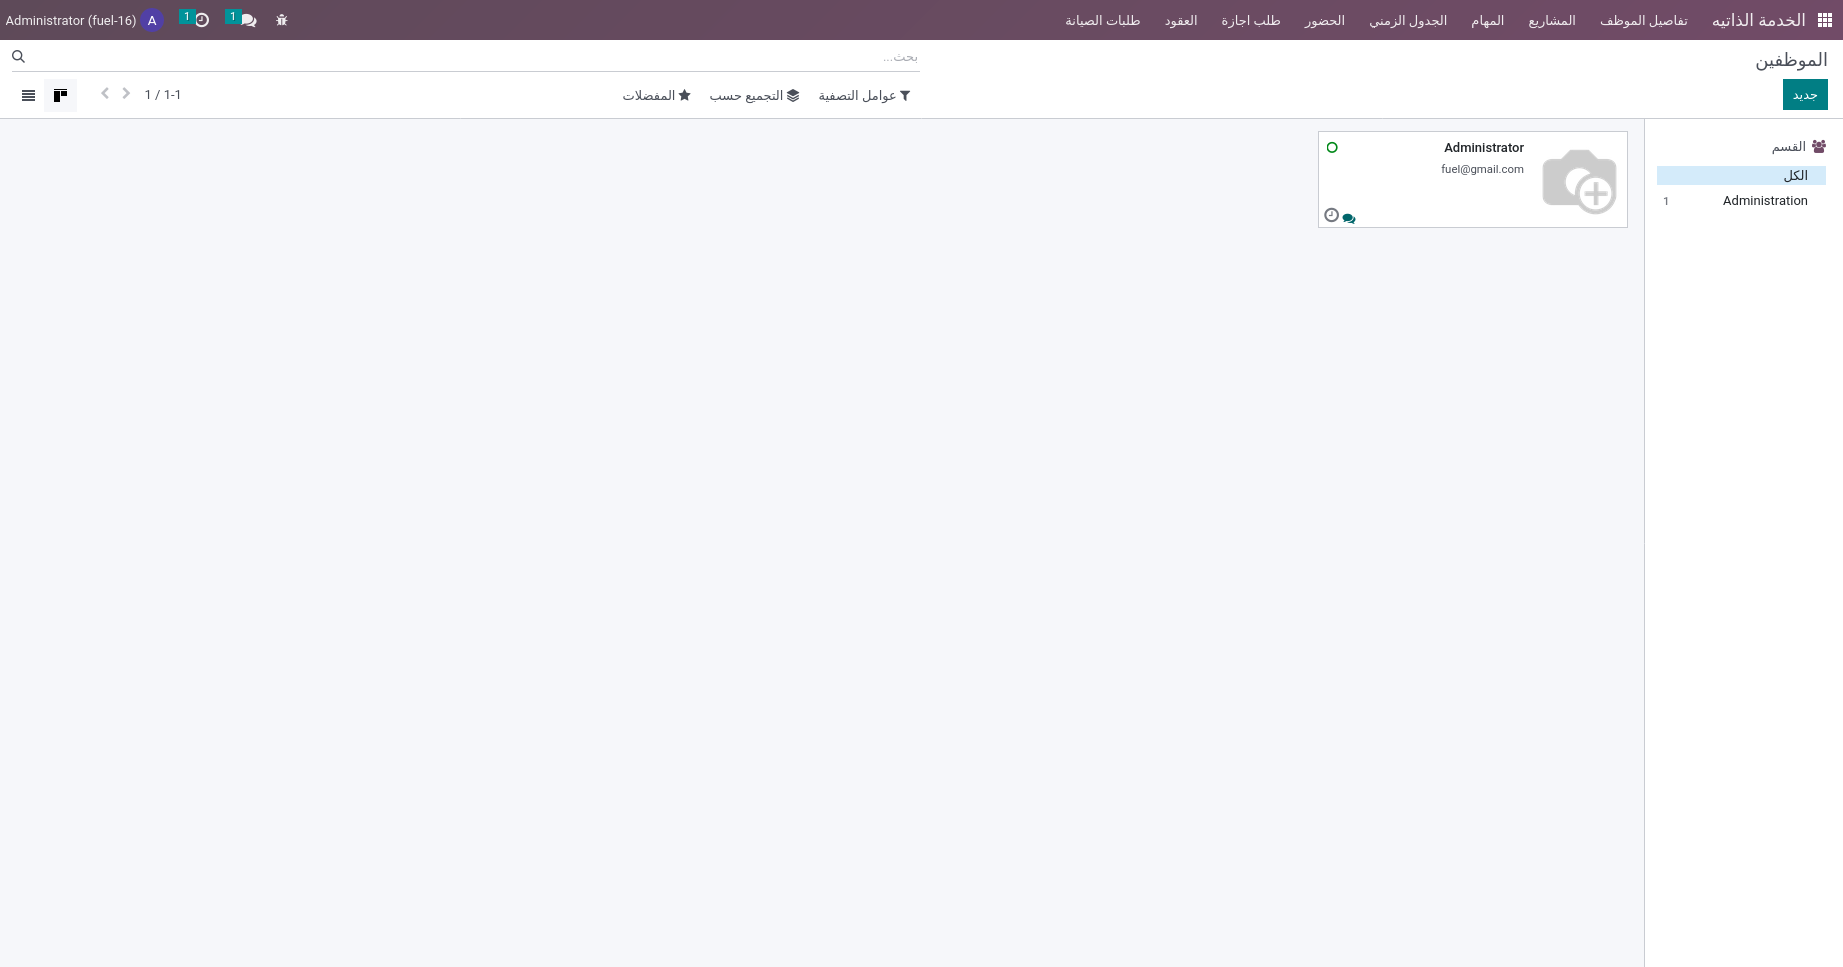 الخدمة الذاتيه
تفاصيل الموظف
المشاريع
المهام
الحضور
الجدول الزمني
طلب اجازة
العقود
طلبات الصيانة
1
1
A
Administrator (fuel-16)
الموظفين
بحث...
جديد
عوامل التصفية
التجميع حسب
المفضلات
1 / 1-1
القسم
الكل
Administration 1
Administrator
fuel@gmail.com